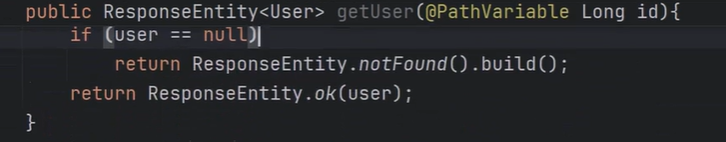 public ResponseEntity<User> getUser(@PathVariable Long id){
if (user == null)
return ResponseEntity.notFound().build();
return ResponseEntity.ok(user);
}